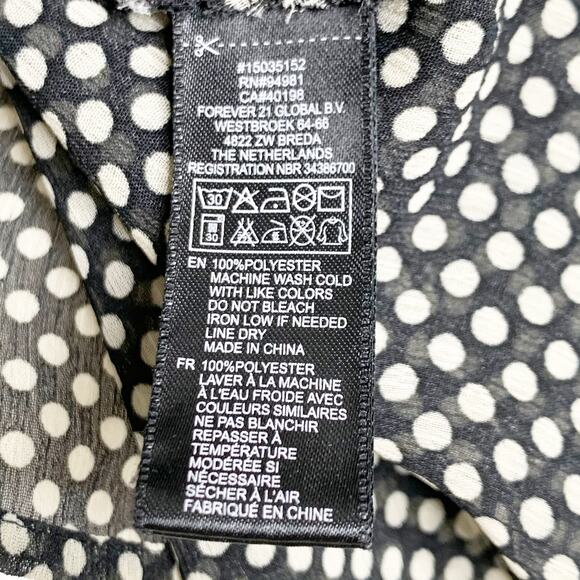 #15035152
RN#94981
CA#40198
FOREVER 21 GLOBAL B.V.
WESTBROEK 64-66
4822 ZW BREDA
THE NETHERLANDS
REGISTRATION NBR 34386700
30
30
EN 100%POLYESTER
MACHINE WASH COLD
WITH LIKE COLORS
DO NOT BLEACH
IRON LOW IF NEEDED
LINE DRY
MADE IN CHINA
FR 100%POLYESTER
LAVER À LA MACHINE
À L'EAU FROIDE AVEC
COULEURS SIMILAIRES
NE PAS BLANCHIR
REPASSER À
TEMPÉRATURE
MODÉRÉE SI
NÉCESSAIRE
SÉCHER À L'AIR
FABRIQUÉ EN CHINE